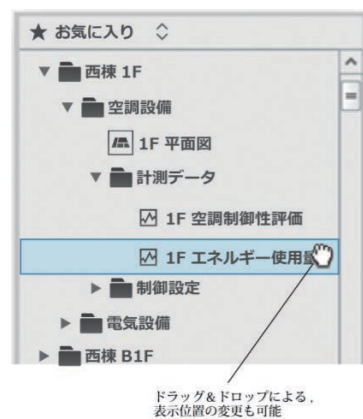 ★ お気に入り
西棟 1F
空調設備
1F 平面図
計測データ
1F 空調制御性評価
1F エネルギー使用量
制御設定
電気設備
西棟 B1F
ドラッグ&ドロップによる，
表示位置の変更も可能